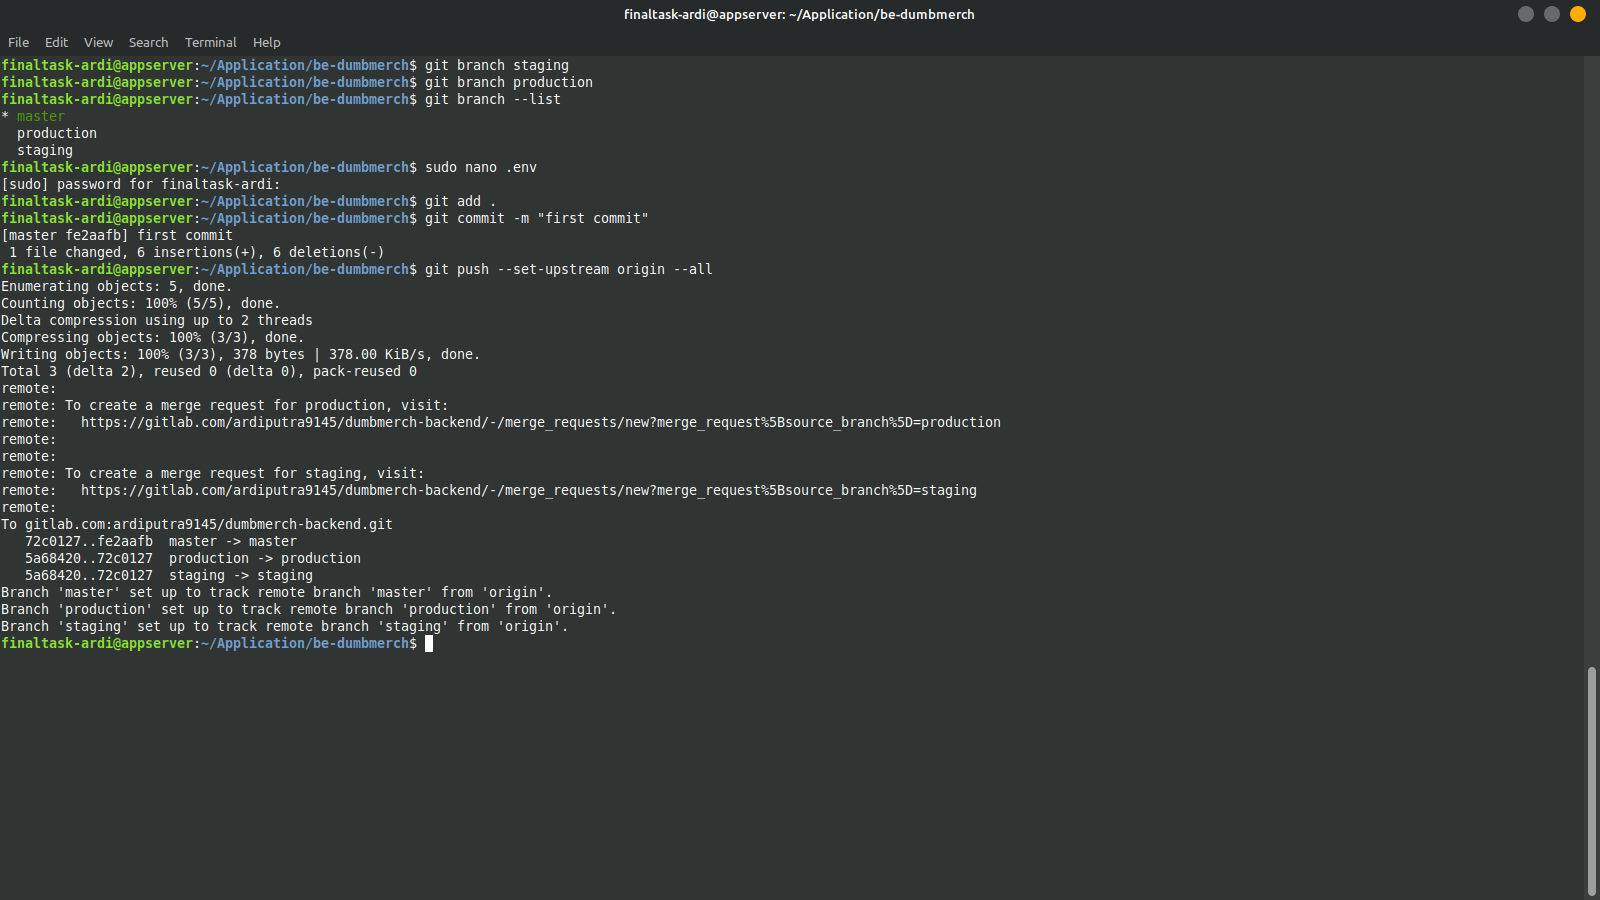 finaltask-ardi@appserver: ~/Application/be-dumbmerch
File Edit View Search Terminal Help
finaltask-ardi@appserver:~/Application/be-dumbmerch$ git branch staging
finaltask-ardi@appserver:~/Application/be-dumbmerch$ git branch production
finaltask-ardi@appserver:~/Application/be-dumbmerch$ git branch --list
* master
  production
  staging
finaltask-ardi@appserver:~/Application/be-dumbmerch$ sudo nano .env
[sudo] password for finaltask-ardi:
finaltask-ardi@appserver:~/Application/be-dumbmerch$ git add .
finaltask-ardi@appserver:~/Application/be-dumbmerch$ git commit -m "first commit"
[master fe2aafb] first commit
 1 file changed, 6 insertions(+), 6 deletions(-)
finaltask-ardi@appserver:~/Application/be-dumbmerch$ git push --set-upstream origin --all
Enumerating objects: 5, done.
Counting objects: 100% (5/5), done.
Delta compression using up to 2 threads
Compressing objects: 100% (3/3), done.
Writing objects: 100% (3/3), 378 bytes | 378.00 KiB/s, done.
Total 3 (delta 2), reused 0 (delta 0), pack-reused 0
remote:
remote: To create a merge request for production, visit:
remote:   https://gitlab.com/ardiputra9145/dumbmerch-backend/-/merge_requests/new?merge_request%5Bsource_branch%5D=production
remote:
remote:
remote: To create a merge request for staging, visit:
remote:   https://gitlab.com/ardiputra9145/dumbmerch-backend/-/merge_requests/new?merge_request%5Bsource_branch%5D=staging
remote:
To gitlab.com:ardiputra9145/dumbmerch-backend.git
   72c0127..fe2aafb  master -> master
   5a68420..72c0127  production -> production
   5a68420..72c0127  staging -> staging
Branch 'master' set up to track remote branch 'master' from 'origin'.
Branch 'production' set up to track remote branch 'production' from 'origin'.
Branch 'staging' set up to track remote branch 'staging' from 'origin'.
finaltask-ardi@appserver:~/Application/be-dumbmerch$